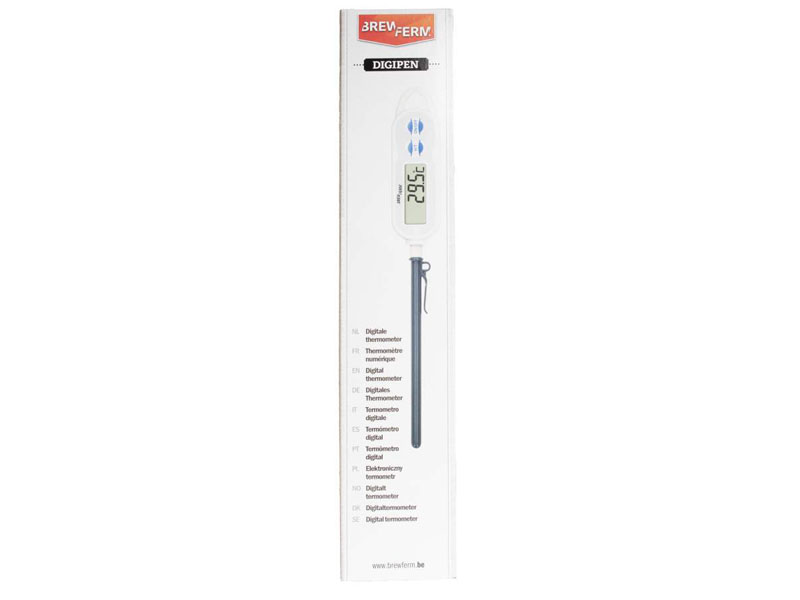 BREWFERM
DIGIPEN
29.5°C
NL Digitale
thermometer
FR Thermomètre
numérique
EN Digital
thermometer
DE Digitales
Thermometer
IT Termometro
digitale
ES Termómetro
digital
PT Termómetro
digital
PL Elektroniczny
termometr
NO Digitalt
termometer
DK Digitaltermometer
SE Digital termometer
www.brewferm.be